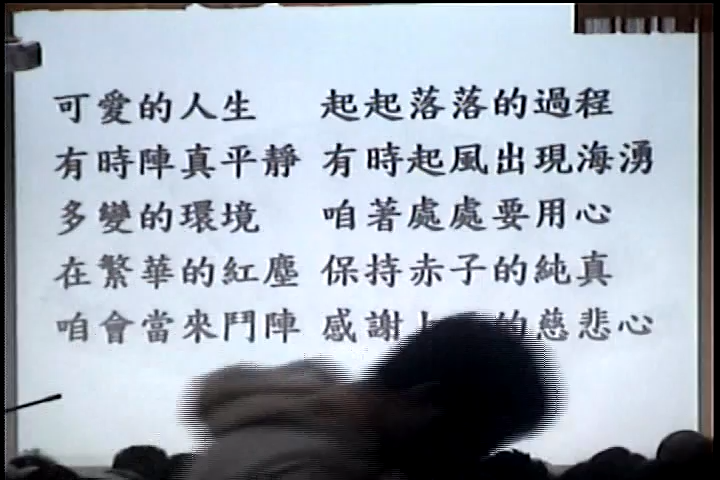 可愛的人生 起起落落的過程
有時陣真平靜 有時起風出現海湧
多變的環境 咱著處處要用心
在繁華的紅塵 保持赤子的純真
咱會當來鬥陣 感謝 的慈悲心